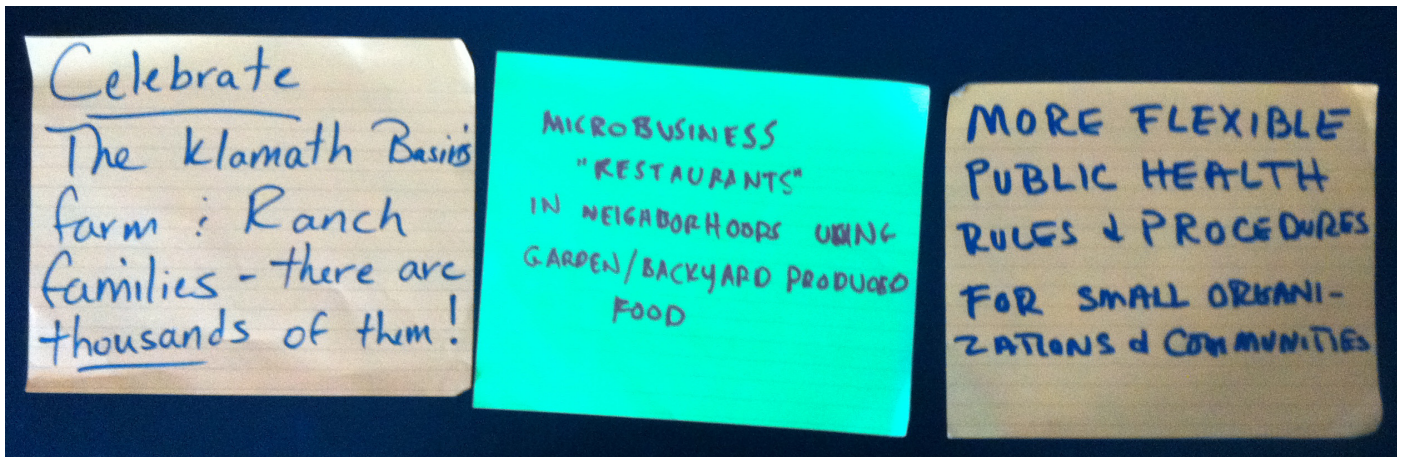 Celebrate
The Klamath Basin's
farm & Ranch
families - there are
thousands of them!
MICROBUSINESS
"RESTAURANTS"
IN NEIGHBORHOODS USING
GARDEN/BACKYARD PRODUCED
FOOD
MORE FLEXIBLE
PUBLIC HEALTH
RULES & PROCEDURES
FOR SMALL ORGANI-
ZATIONS & COMMUNITIES